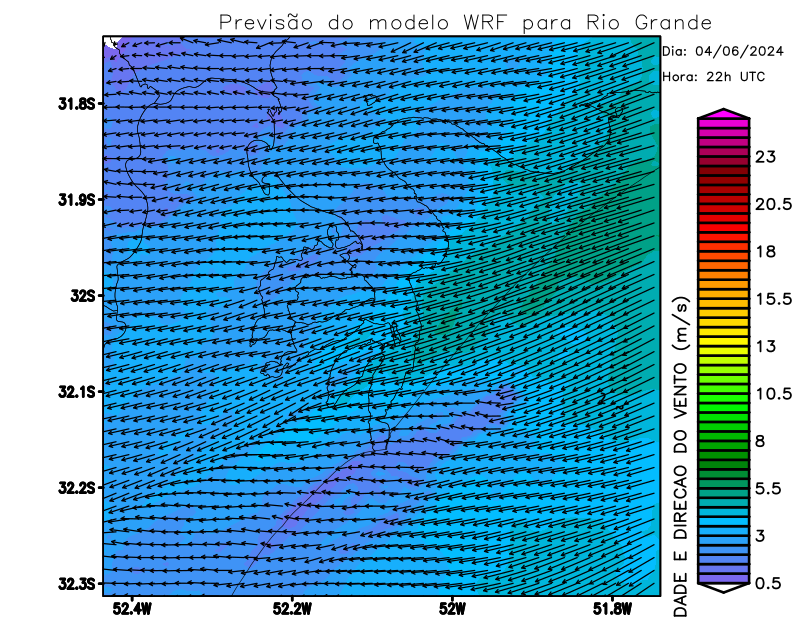 Previsão do modelo WRF para Rio Grande
Dia: 04/06/2024
Hora: 22h UTC
31.8S
31.9S
32S
32.1S
32.2S
32.3S
52.4W
52.2W
52W
51.8W
23
20.5
18
15.5
13
10.5
8
5.5
3
0.5
DADE E DIRECAO DO VENTO (m/s)